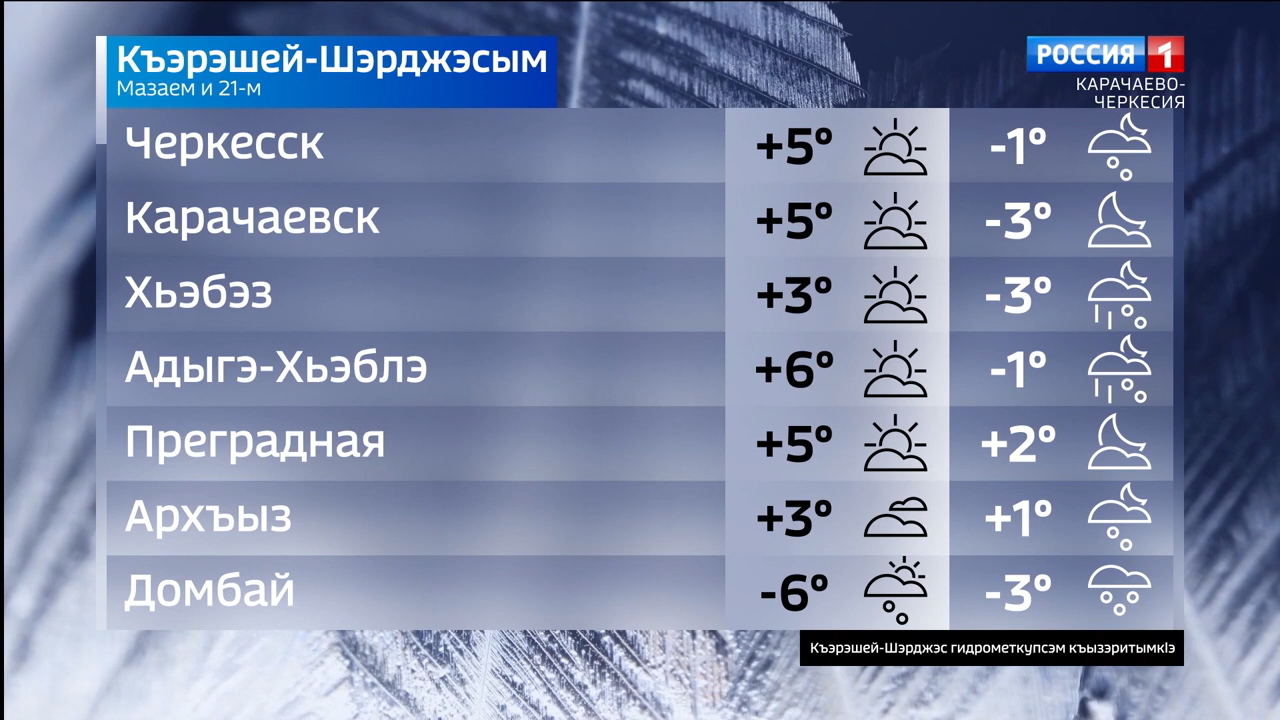 Къэрэшей-Шэрджэсым
Мазаем и 21-м
РОССИЯ 1
КАРАЧАЕВО-
ЧЕРКЕСИЯ
Черкесск +5° -1°
Карачаевск +5° -3°
Хьэбэз +3° -3°
Адыгэ-Хьэблэ +6° -1°
Преградная +5° +2°
Архъыз +3° +1°
Домбай -6° -3°
Къэрэшей-Шэрджэс гидрометкупсэм къызэритымкІэ